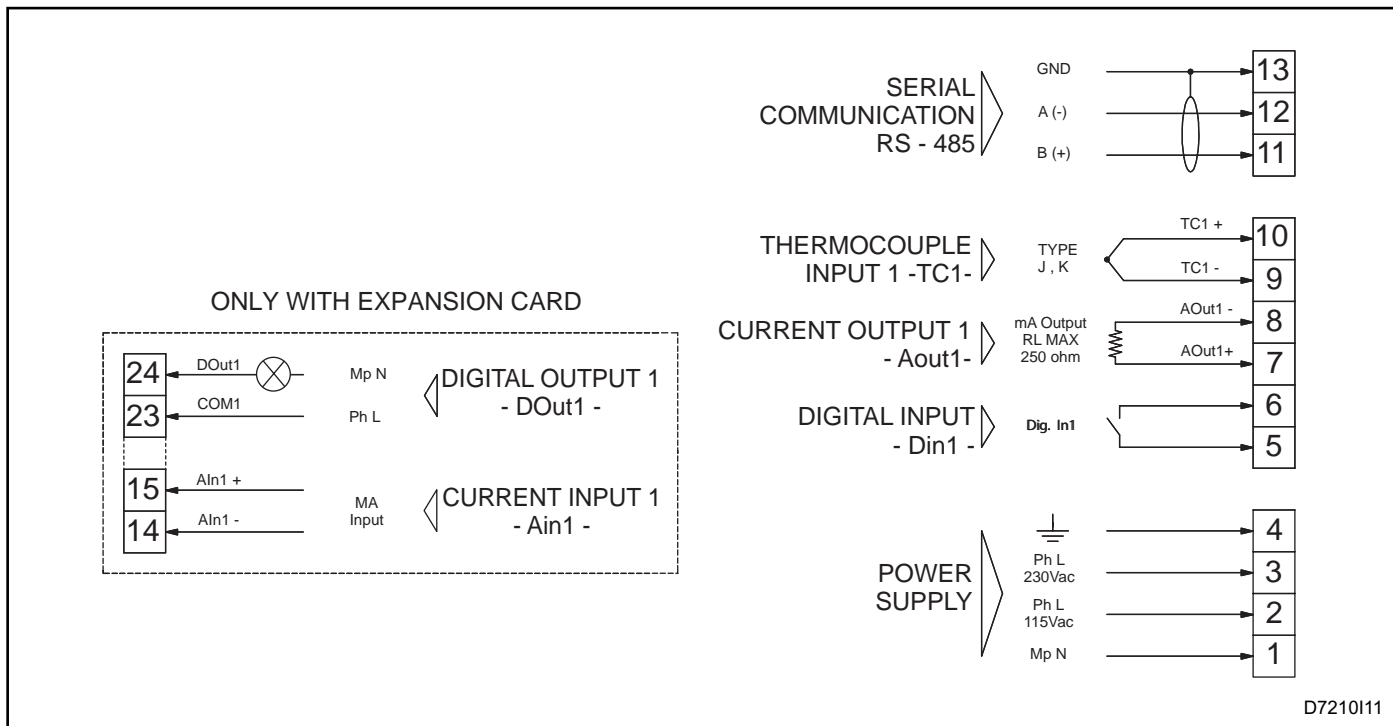 SERIAL
COMMUNICATION
RS - 485
GND
A (-)
B (+)
13
12
11
THERMOCOUPLE
INPUT 1 -TC1-
TYPE
J , K
TC1 +
TC1 -
10
9
CURRENT OUTPUT 1
- Aout1-
mA Output
RL MAX
250 ohm
AOut1 -
AOut1+
8
7
DIGITAL INPUT
- Din1 -
Dig. In1
6
5
POWER
SUPPLY
Ph L
230Vac
Ph L
115Vac
Mp N
4
3
2
1
ONLY WITH EXPANSION CARD
24
DOut1
Mp N
23
COM1
Ph L
DIGITAL OUTPUT 1
- DOut1 -
15
AIn1 +
14
AIn1 -
MA
Input
CURRENT INPUT 1
- Ain1 -
D7210I11